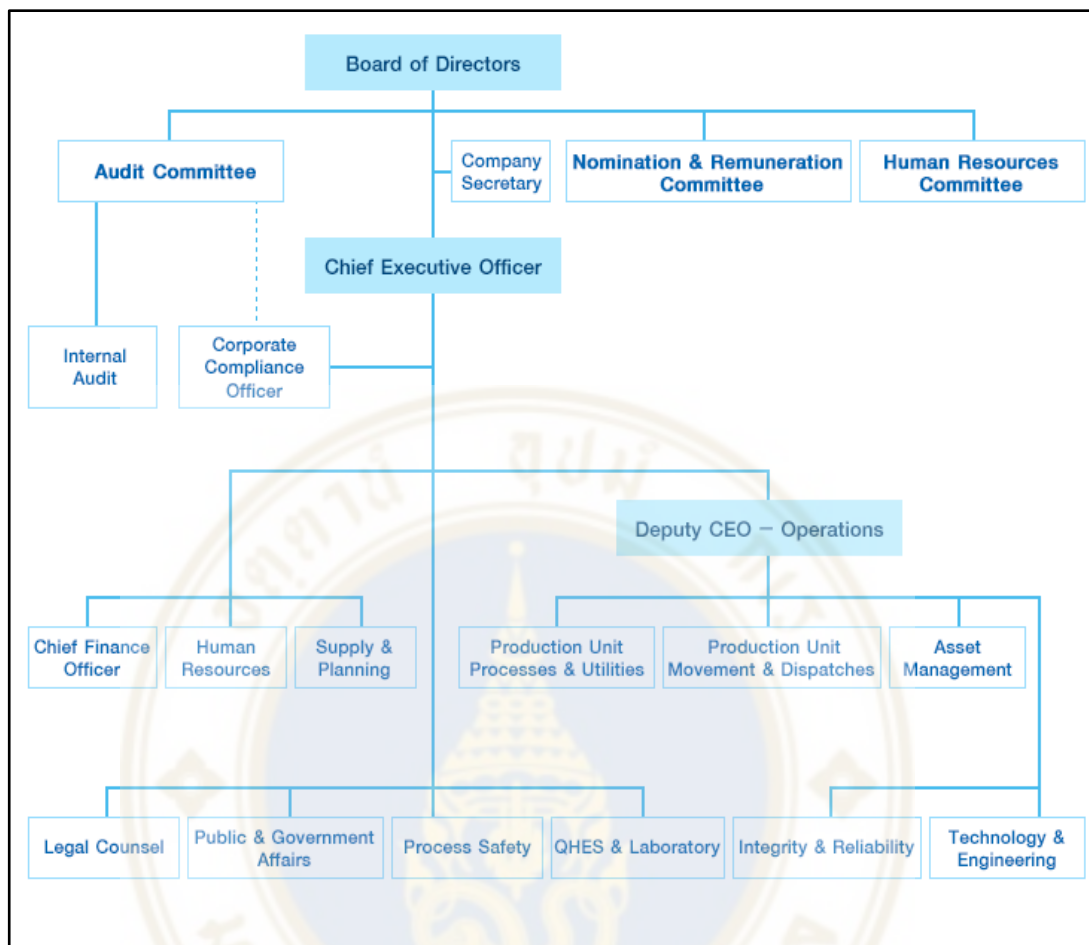 Board of Directors
Audit Committee
Company
Secretary
Nomination & Remuneration
Committee
Human Resources
Committee
Chief Executive Officer
Internal
Audit
Corporate
Compliance
Officer
Deputy CEO – Operations
Chief Finance
Officer
Human
Resources
Supply &
Planning
Production Unit
Processes & Utilities
Production Unit
Movement & Dispatches
Asset
Management
Legal Counsel
Public & Government
Affairs
Process Safety
QHES & Laboratory
Integrity & Reliability
Technology &
Engineering